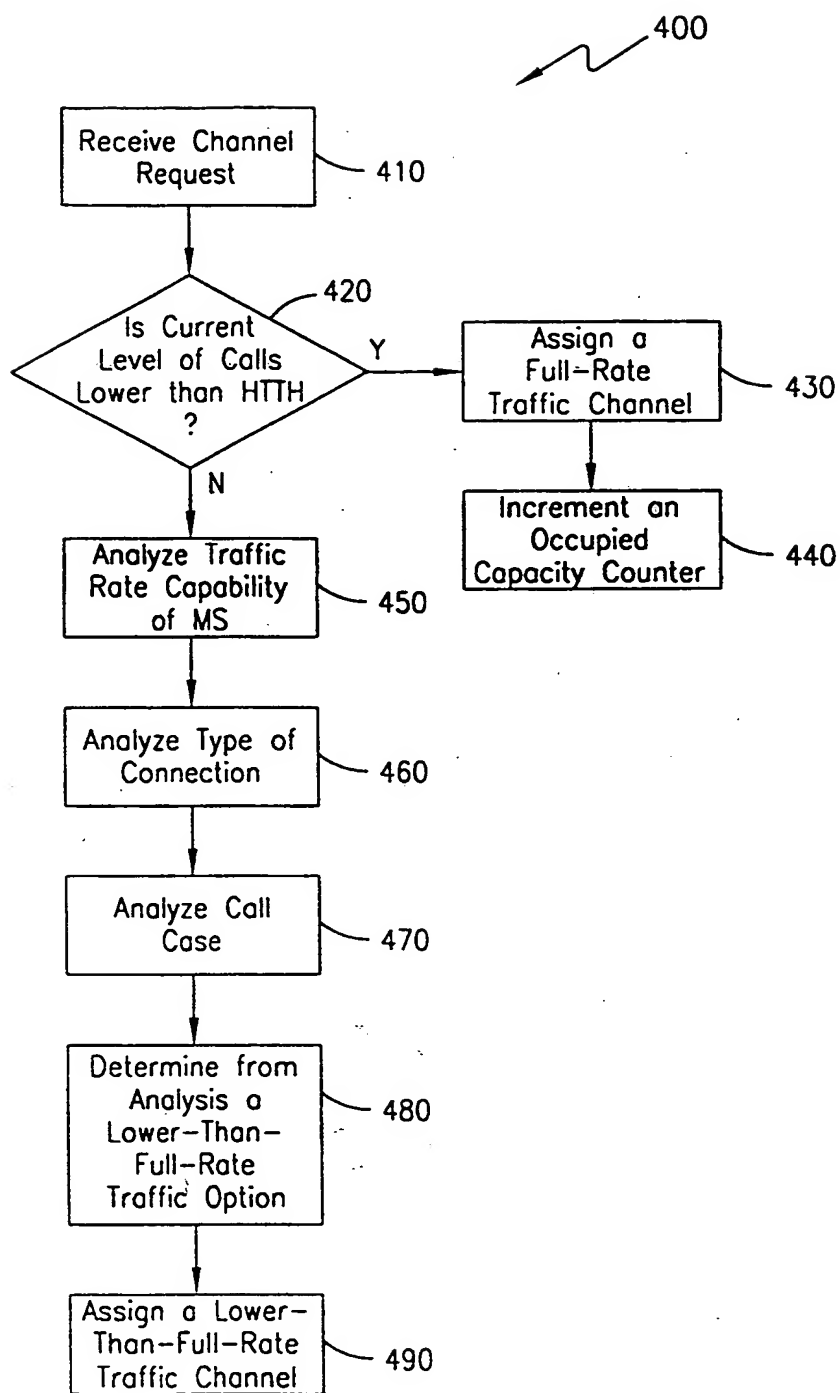 400
Receive Channel
Request
410
420
Is Current
Level of Calls
Lower than HTTH
?
Y
N
Assign a
Full-Rate
Traffic Channel
430
Increment an
Occupied
Capacity Counter
440
Analyze Traffic
Rate Capability
of MS
450
Analyze Type of
Connection
460
Analyze Call
Case
470
Determine from
Analysis a
Lower-Than-
Full-Rate
Traffic Option
480
Assign a Lower-
Than-Full-Rate
Traffic Channel
490